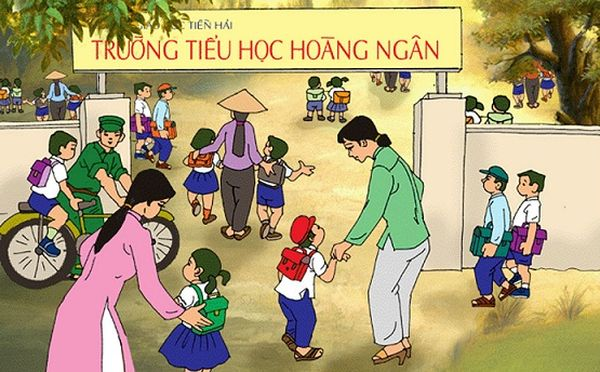 TIỀN HẢI
TRƯỜNG TIỂU HỌC HOÀNG NGÂN